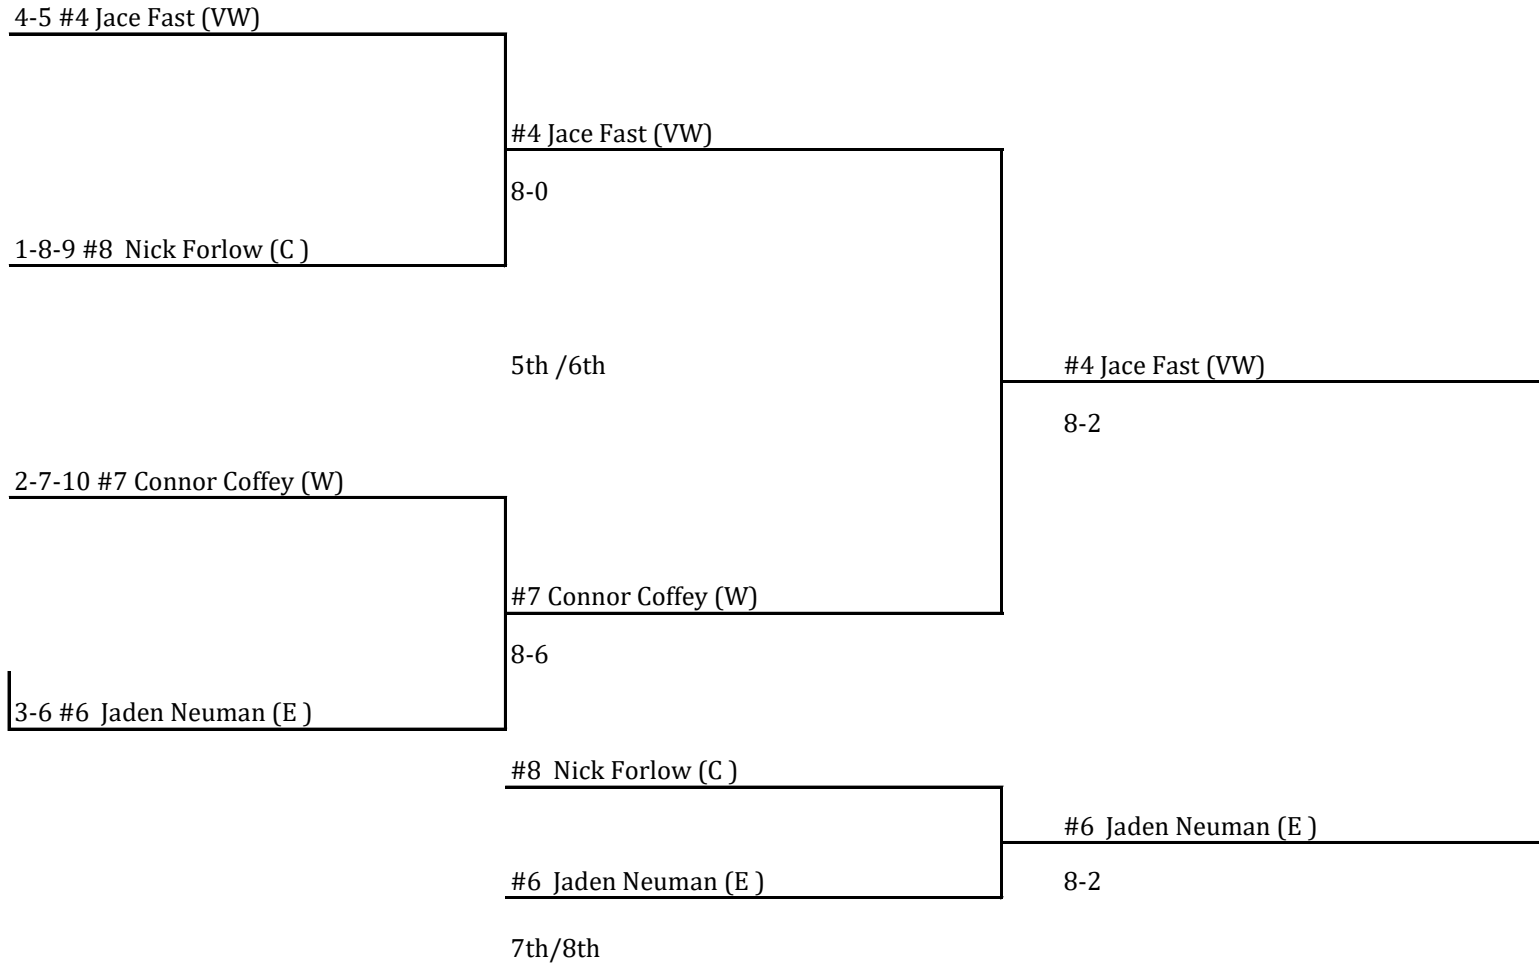 4-5 #4 Jace Fast (VW)
#4 Jace Fast (VW)
8-0
1-8-9 #8  Nick Forlow (C )
5th /6th
#4 Jace Fast (VW)
8-2
2-7-10 #7 Connor Coffey (W)
#7 Connor Coffey (W)
8-6
3-6 #6  Jaden Neuman (E )
#8  Nick Forlow (C )
#6  Jaden Neuman (E )
#6  Jaden Neuman (E )
8-2
7th/8th